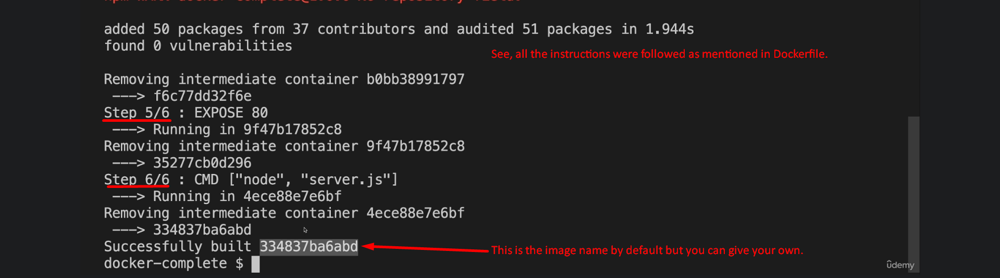 added 50 packages from 37 contributors and audited 51 packages in 1.944s
found 0 vulnerabilities
See, all the instructions were followed as mentioned in Dockerfile.
Removing intermediate container b0bb38991797
---> f6c77dd32f6e
Step 5/6 : EXPOSE 80
---> Running in 9f47b17852c8
Removing intermediate container 9f47b17852c8
---> 35277cb0d296
Step 6/6 : CMD ["node", "server.js"]
---> Running in 4ece88e7e6bf
Removing intermediate container 4ece88e7e6bf
---> 334837ba6abd
Successfully built 334837ba6abd
This is the image name by default but you can give your own.
docker-complete $
ûdemy